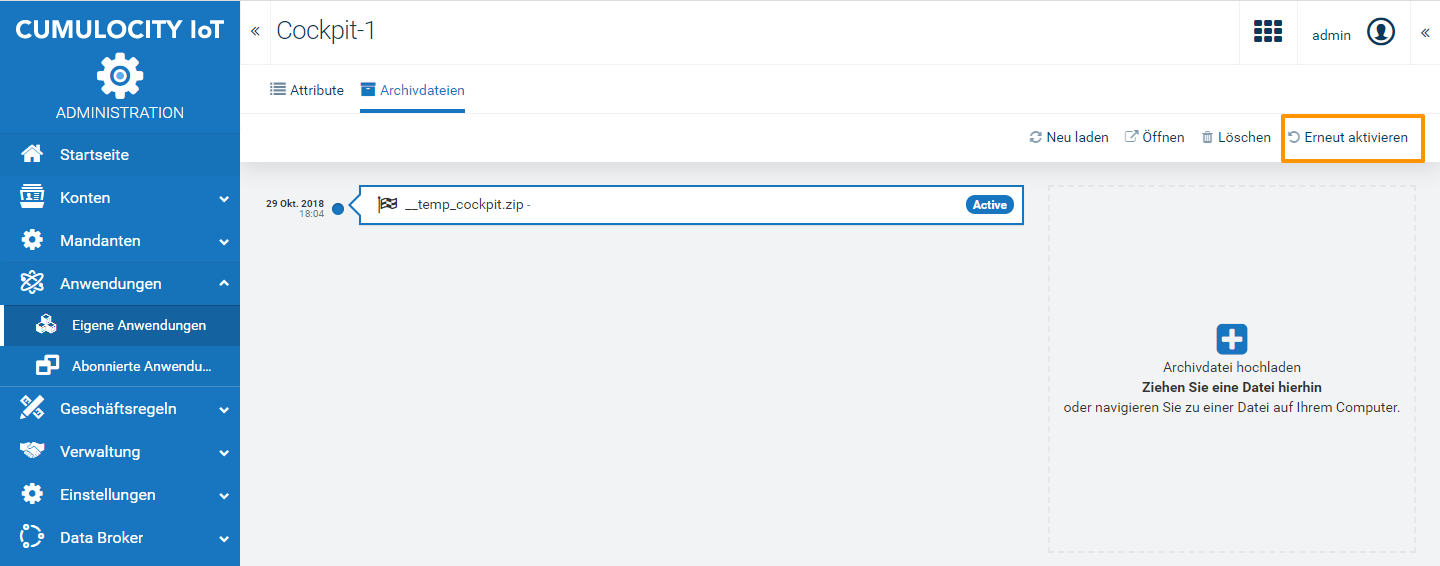 CUMULOCITY IoT
ADMINISTRATION
Startseite
Konten
Mandanten
Anwendungen
Eigene Anwendungen
Abonnierte Anwendu...
Geschäftsregeln
Verwaltung
Einstellungen
Data Broker
« Cockpit-1
admin «
Attribute Archivdateien
Neu laden Öffnen Löschen Erneut aktivieren
29 Okt. 2018
18:04
__temp_cockpit.zip - Active
Archivdatei hochladen
Ziehen Sie eine Datei hierhin
oder navigieren Sie zu einer Datei auf Ihrem Computer.